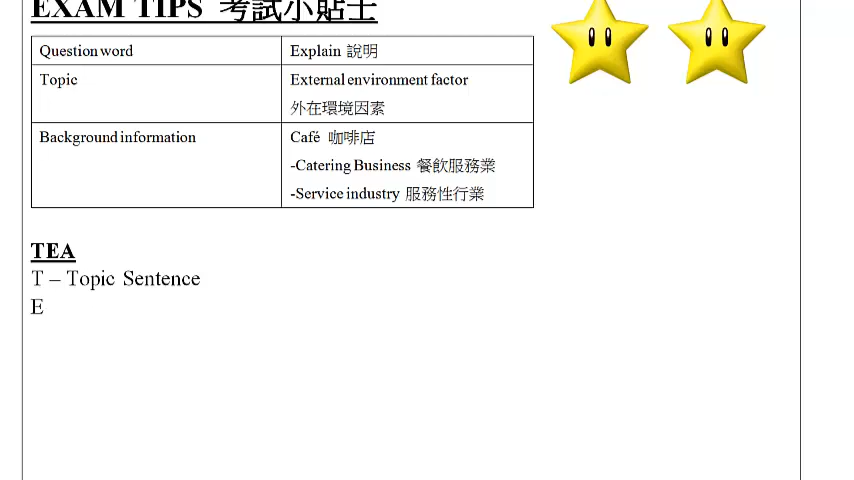 EXAM TIPS 考試小貼士
Question word Explain 說明
Topic External environment factor
外在環境因素
Background information Café 咖啡店
-Catering Business 餐飲服務業
-Service industry 服務性行業
TEA
T – Topic Sentence
E